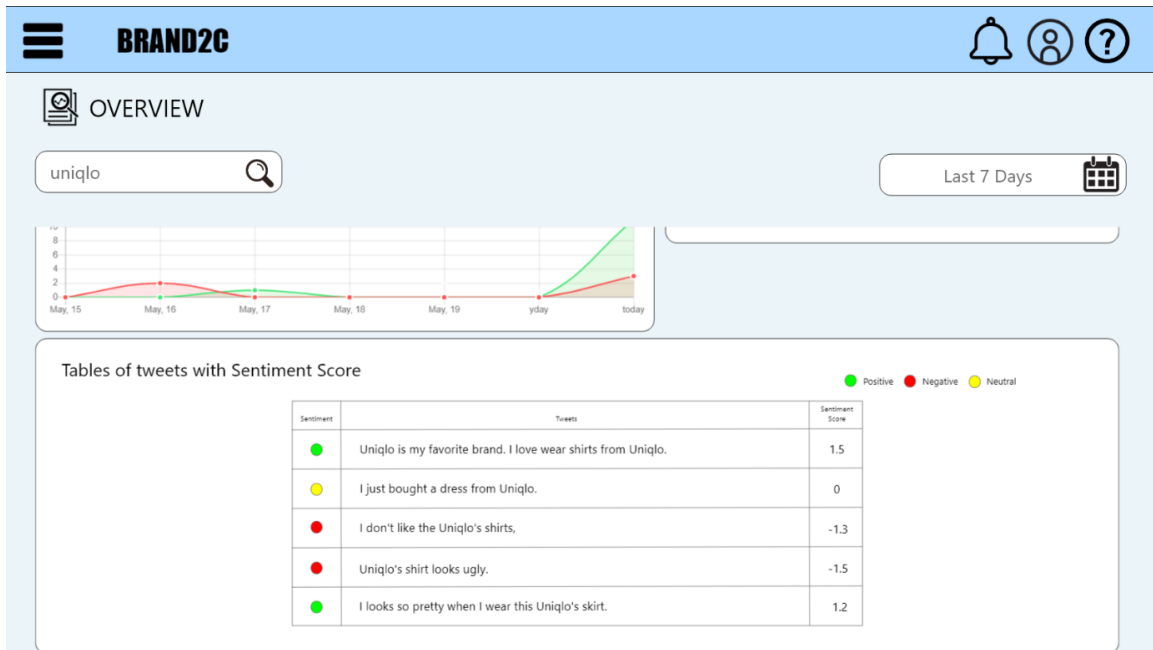 BRAND2C
OVERVIEW
uniqlo
Last 7 Days
8
6
4
2
0
May, 15 May, 16 May, 17 May, 18 May, 19 yday today
Tables of tweets with Sentiment Score
Positive Negative Neutral
Sentiment Tweets Sentiment Score
Uniqlo is my favorite brand. I love wear shirts from Uniqlo. 1.5
I just bought a dress from Uniqlo. 0
I don't like the Uniqlo's shirts, -1.3
Uniqlo's shirt looks ugly. -1.5
I looks so pretty when I wear this Uniqlo's skirt. 1.2